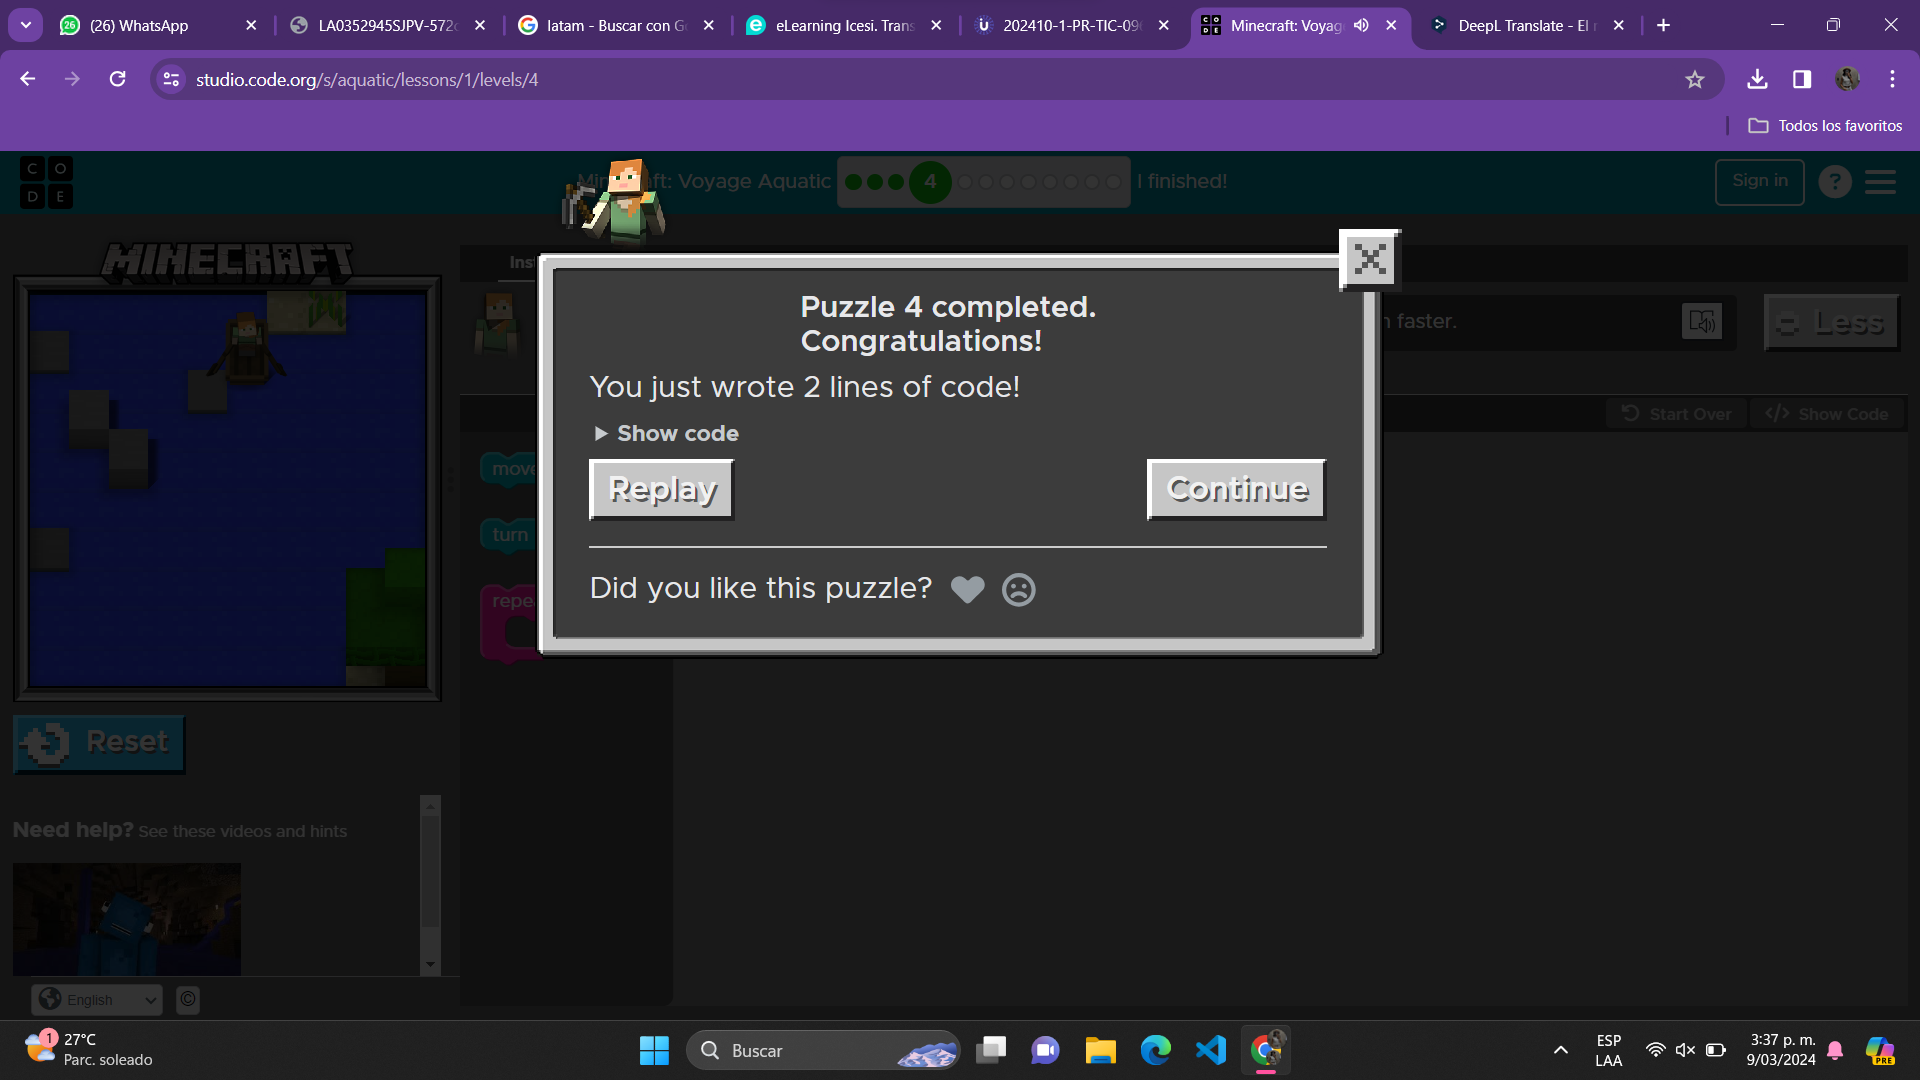 (26) WhatsApp
LA0352945SJPV-572
latam - Buscar con G
eLearning Icesi. Trans
202410-1-PR-TIC-09
Minecraft: Voyag
DeepL Translate - El
studio.code.org/s/aquatic/lessons/1/levels/4
Todos los favoritos
C O
D E
Minecraft: Voyage Aquatic
4
I finished!
Sign in
?
MINECRAFT
Ins
Puzzle 4 completed.
Congratulations!
You just wrote 2 lines of code!
Show code
Replay
Continue
Did you like this puzzle?
n faster.
Less
Start Over
Show Code
move
turn
repe
Reset
Need help? See these videos and hints
English
©
1
27°C
Parc. soleado
Buscar
ESP
LAA
3:37 p. m.
9/03/2024
PRE